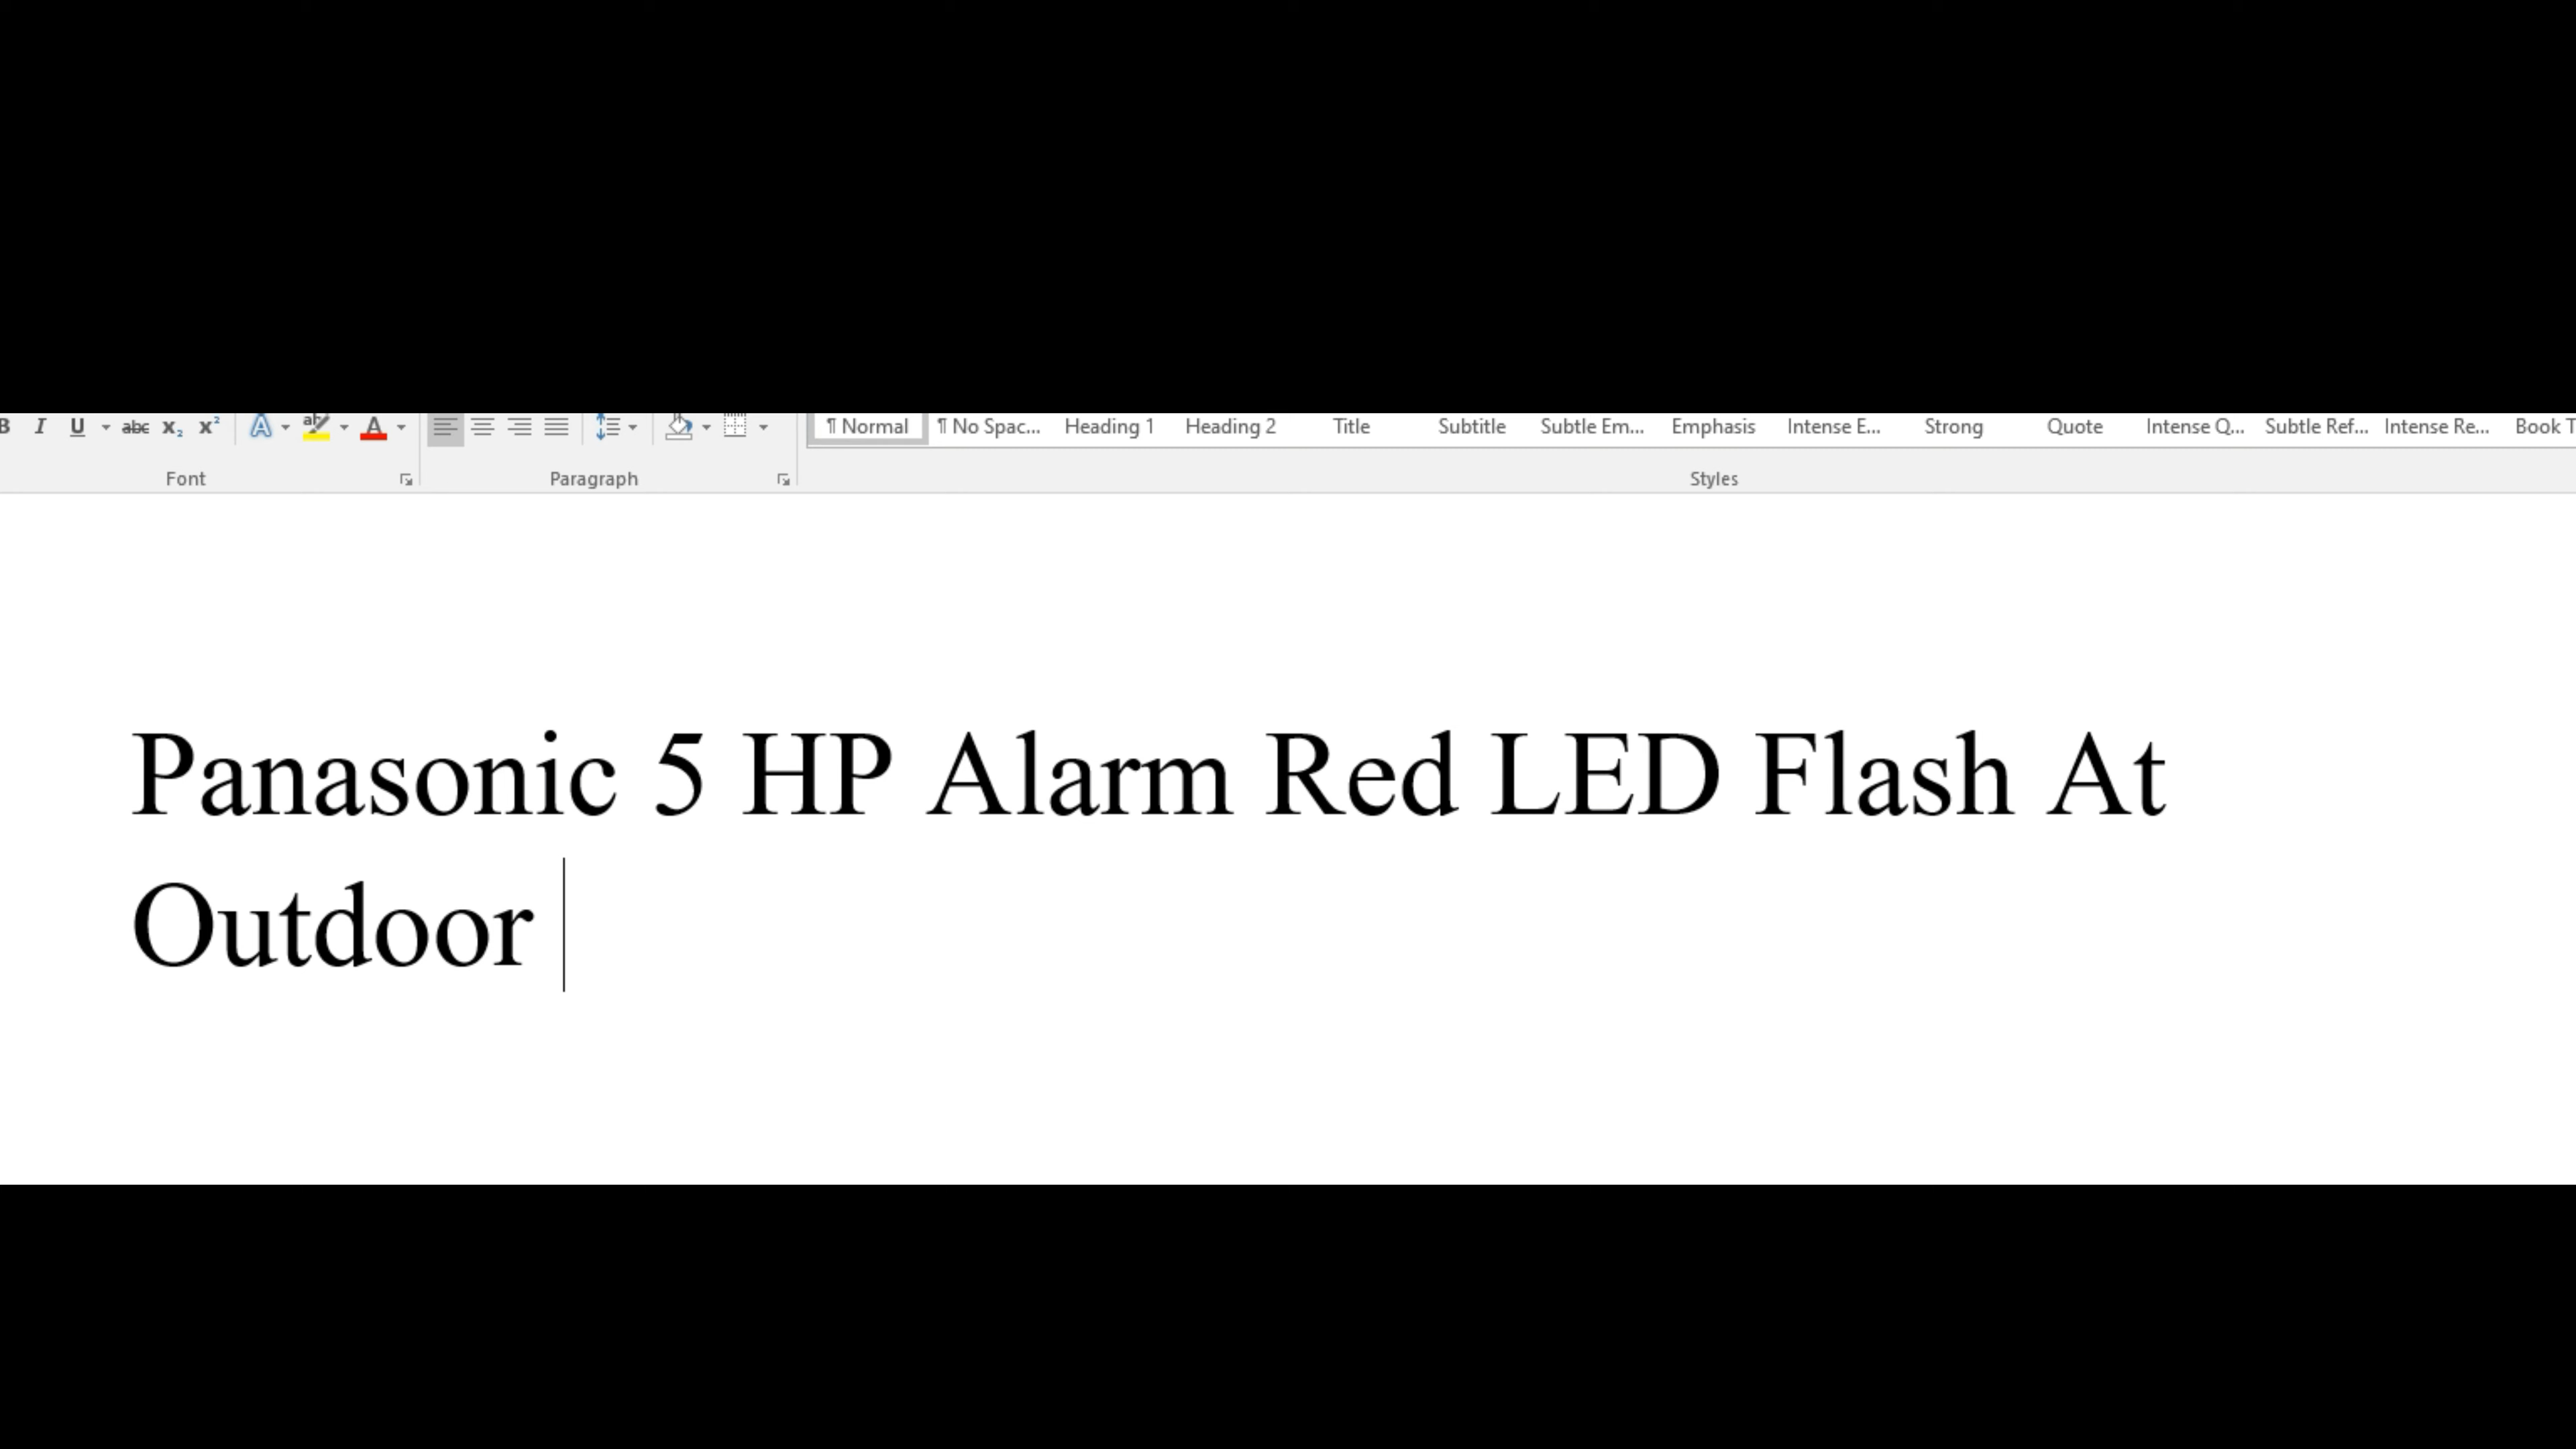 B I U abc x₂ x² A ab A ¶ Normal ¶ No Spac... Heading 1 Heading 2 Title Subtitle Subtle Em... Emphasis Intense E... Strong Quote Intense Q... Subtle Ref... Intense Re... Book T
Font Paragraph Styles
Panasonic 5 HP Alarm Red LED Flash At
Outdoor